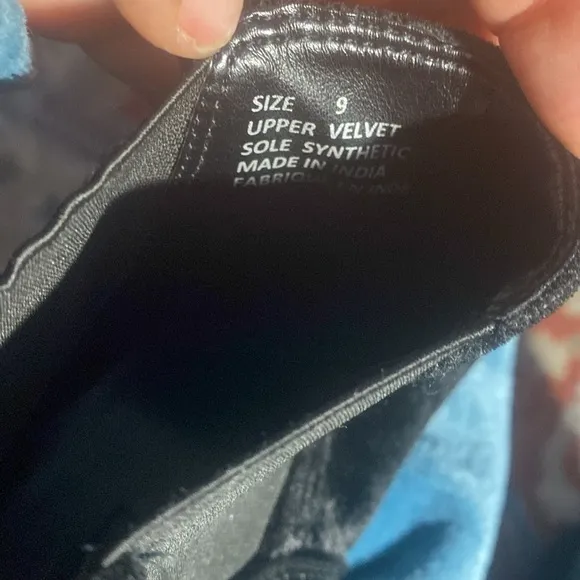 SIZE 9
UPPER VELVET
SOLE SYNTHETIC
MADE IN INDIA